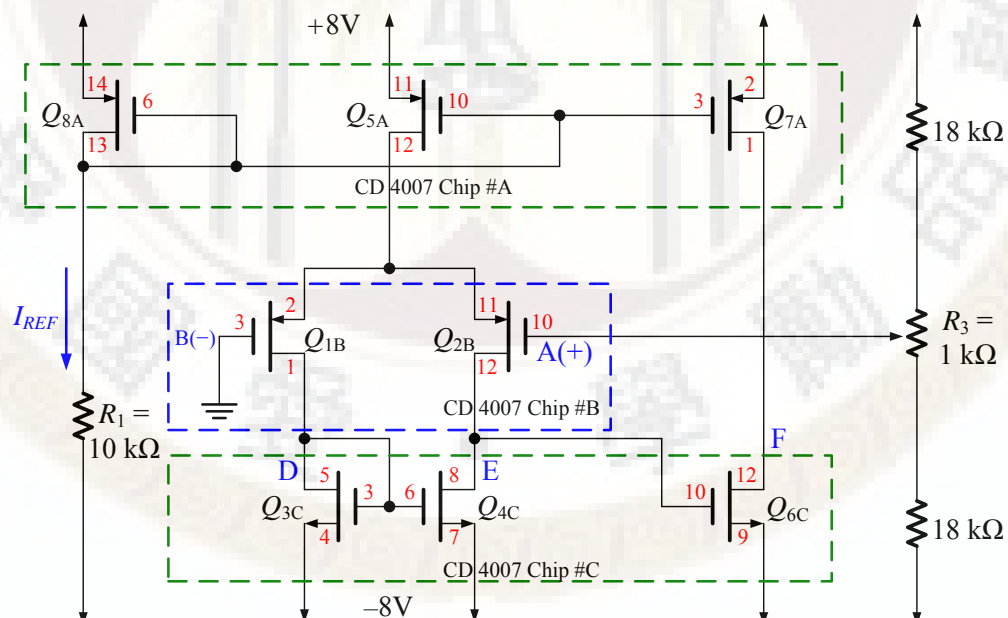 +8V
14
6
Q8A
13
11
10
Q5A
12
3
2
Q7A
1
CD 4007 Chip #A
18 kΩ
IREF
B(−)
3
2
Q1B
1
11
10
Q2B
A(+)
12
CD 4007 Chip #B
R3 =
1 kΩ
R1 =
10 kΩ
D
E
F
5
3
Q3C
4
8
6
Q4C
7
12
10
Q6C
9
CD 4007 Chip #C
18 kΩ
–8V